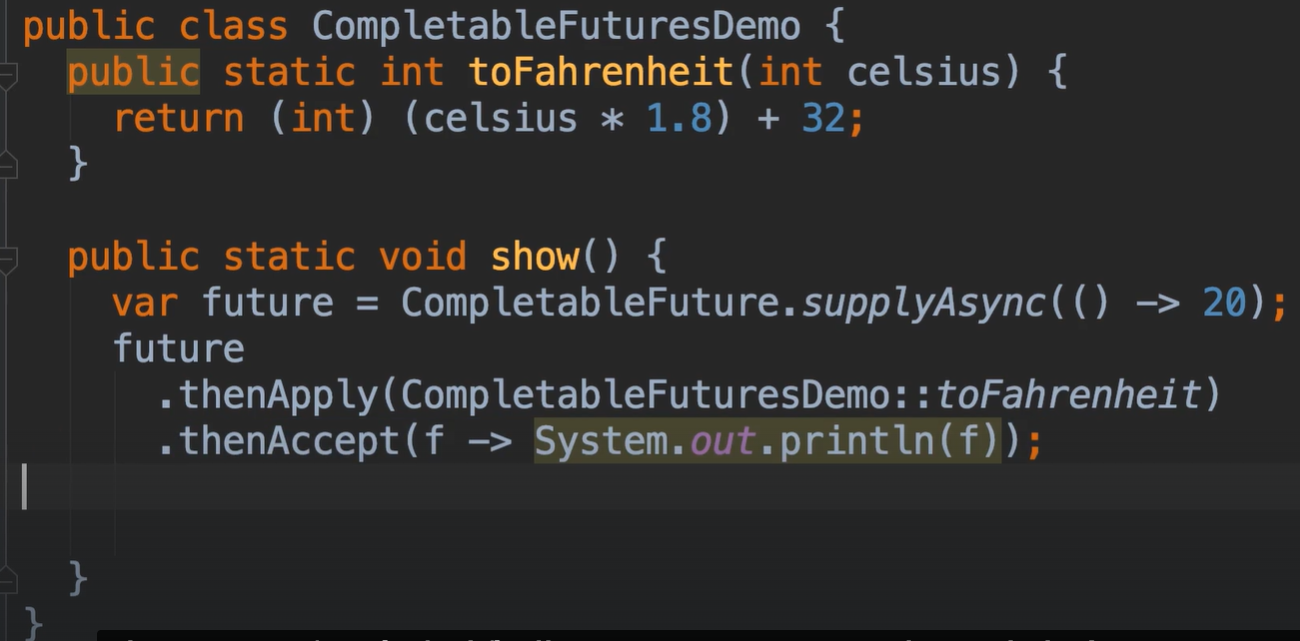 public class CompletableFuturesDemo {
  public static int toFahrenheit(int celsius) {
    return (int) (celsius * 1.8) + 32;
  }

  public static void show() {
    var future = CompletableFuture.supplyAsync(() -> 20);
    future
      .thenApply(CompletableFuturesDemo::toFahrenheit)
      .thenAccept(f -> System.out.println(f));

  }
}